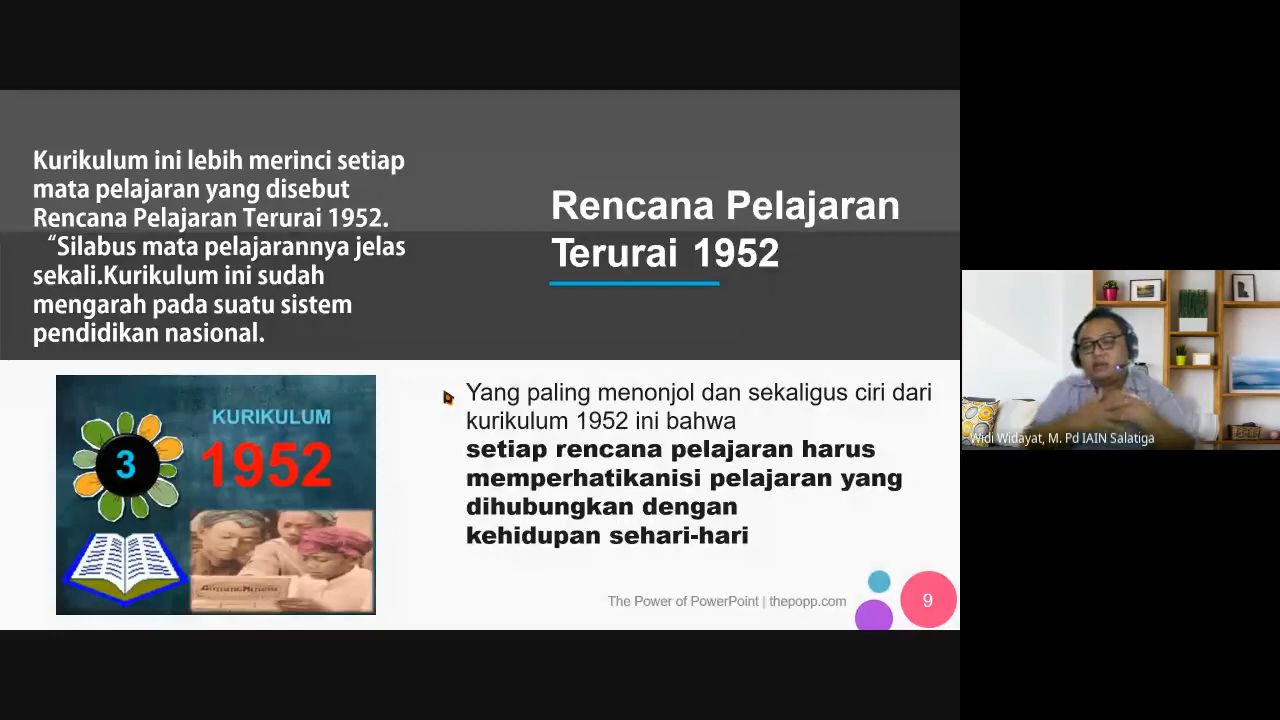 Kurikulum ini lebih merinci setiap
mata pelajaran yang disebut
Rencana Pelajaran Terurai 1952.
“Silabus mata pelajarannya jelas
sekali.Kurikulum ini sudah
mengarah pada suatu sistem
pendidikan nasional.
Rencana Pelajaran
Terurai 1952
KURIKULUM
1952
3
Yang paling menonjol dan sekaligus ciri dari
kurikulum 1952 ini bahwa
setiap rencana pelajaran harus
memperhatikanisi pelajaran yang
dihubungkan dengan
kehidupan sehari-hari
The Power of PowerPoint | thepopp.com
9
Widi Widayat, M. Pd IAIN Salatiga